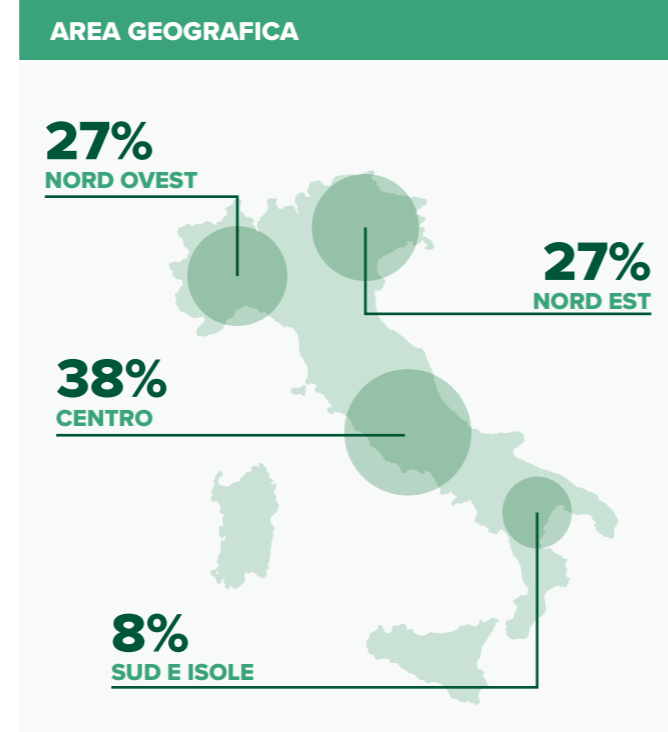 AREA GEOGRAFICA
27%
NORD OVEST
27%
NORD EST
38%
CENTRO
8%
SUD E ISOLE